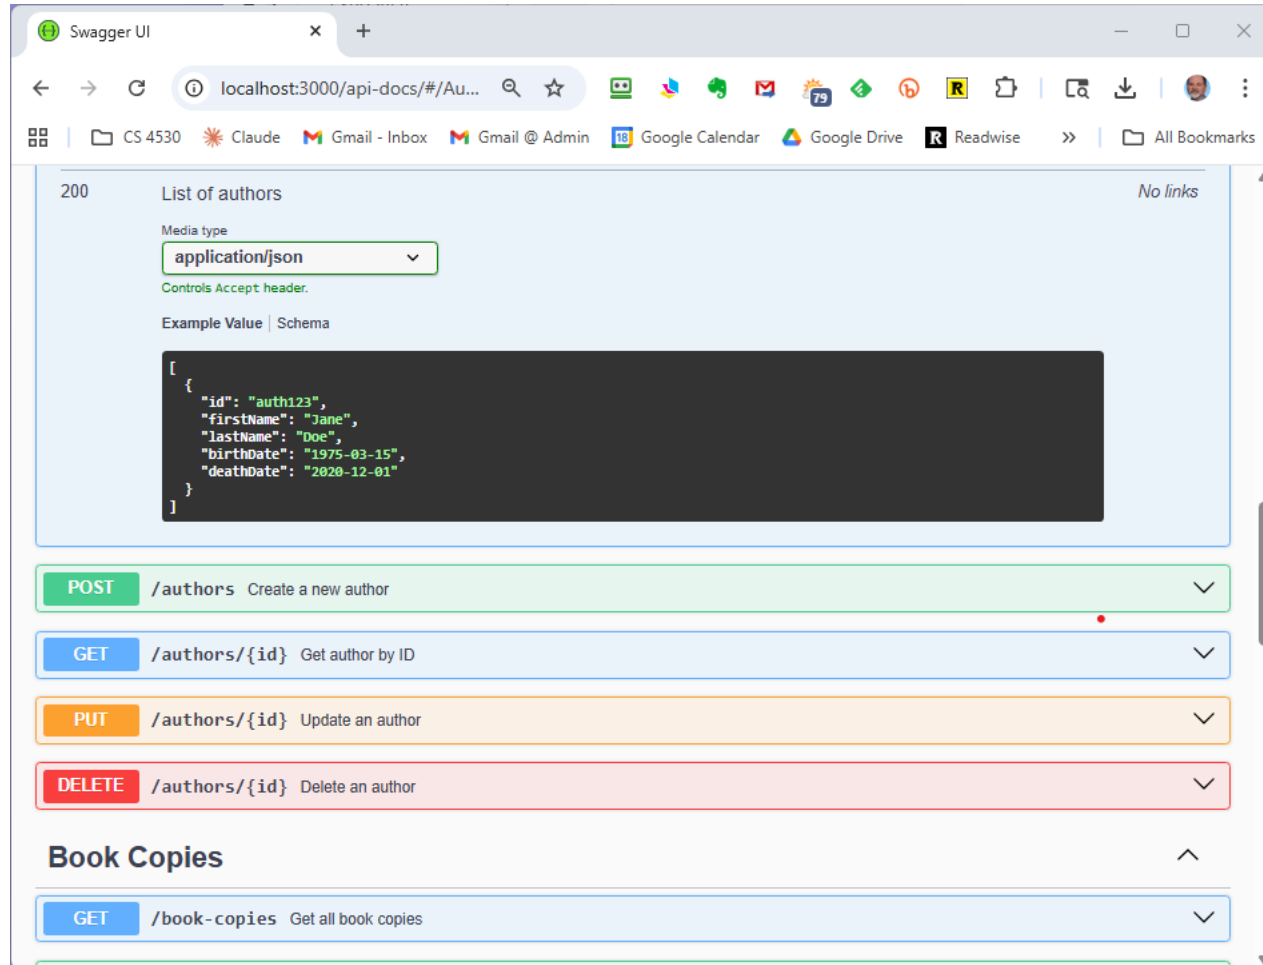 Swagger UI
localhost:3000/api-docs/#/Au...
79
CS 4530
Claude
Gmail - Inbox
Gmail @ Admin
18
Google Calendar
Google Drive
R
Readwise
All Bookmarks
200
List of authors
No links
Media type
application/json
Controls Accept header.
Example Value | Schema
[
  {
    "id": "auth123",
    "firstName": "Jane",
    "lastName": "Doe",
    "birthDate": "1975-03-15",
    "deathDate": "2020-12-01"
  }
]
POST /authors Create a new author
GET /authors/{id} Get author by ID
PUT /authors/{id} Update an author
DELETE /authors/{id} Delete an author
Book Copies
GET /book-copies Get all book copies